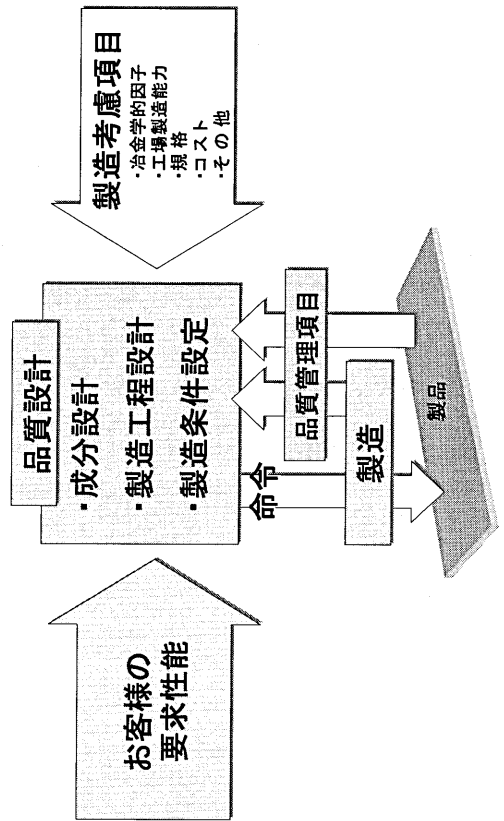 お客様の
要求性能
品質設計
・成分設計
・製造工程設計
・製造条件設定
製造考慮項目
・冶金学的因子
・工場製造能力
・規格
・コスト
・その他
命令
品質管理項目
製造
製品